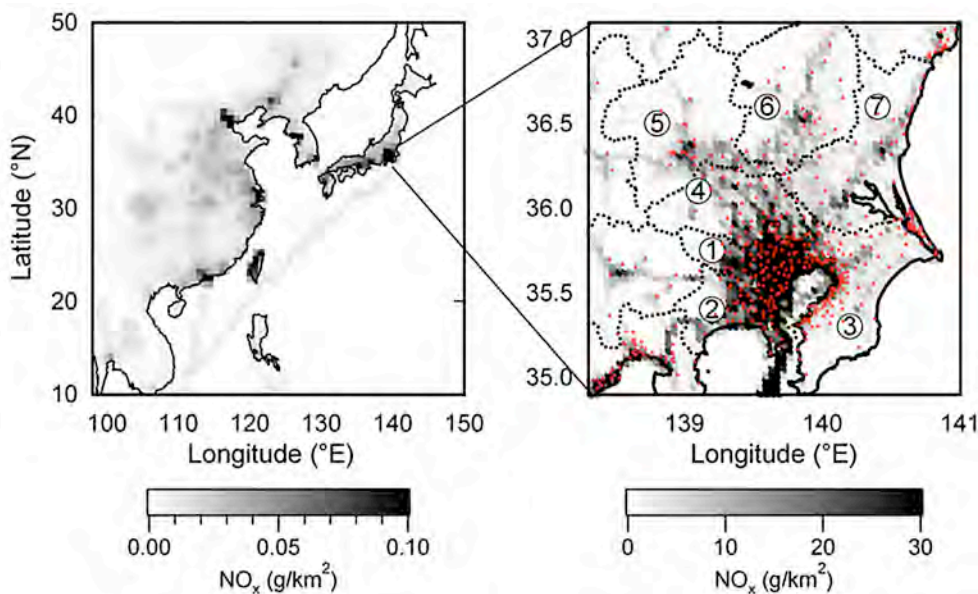 50
40
30
20
10
Latitude (°N)
100 110 120 130 140 150
Longitude (°E)
0.00 0.05 0.10
NOx (g/km²)
37.0
36.5
36.0
35.5
35.0
⑤ ⑥ ⑦
④
①
②
③
139 140 141
Longitude (°E)
0 10 20 30
NOx (g/km²)